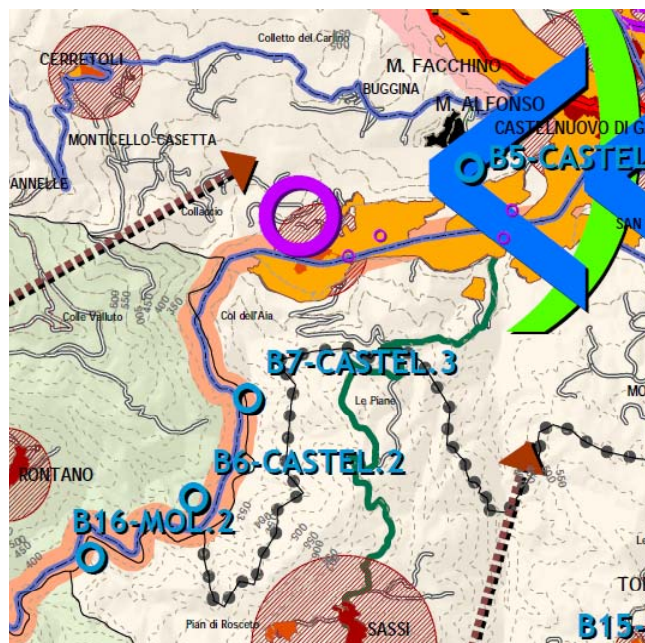 Colletto del Carlino
CERRETOLI
M. FACCHINO
BUGGINA
M. ALFONSO
CASTELNUOVO DI G
MONTICELLO-CASETTA
B5-CASTEL
ANNELLE
Collaccio
SAN
Colle Valluto
Col dell'Aia
B7-CASTEL.3
Le Piane
MO
B6-CASTEL.2
RONTANO
B16-MOL.2
Le
TO
Pian di Rosceto
SASSI
B15-